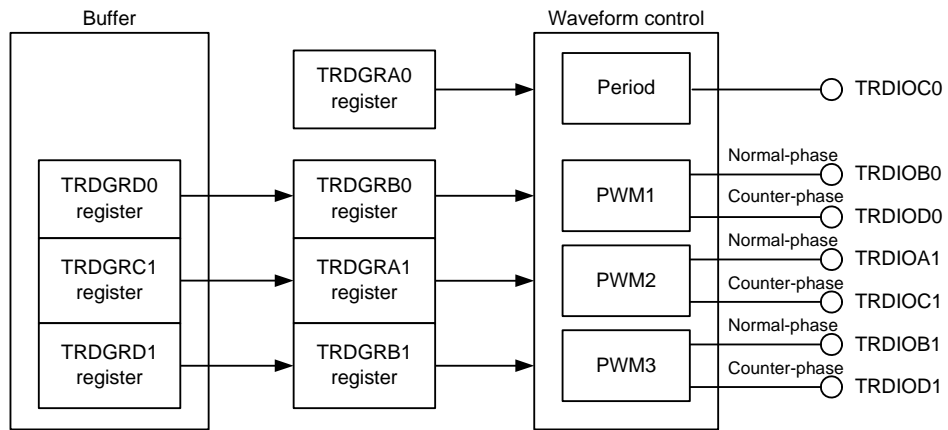 Buffer
Waveform control
TRDGRA0
register
Period
TRDIOC0
TRDGRD0
register
TRDGRB0
register
PWM1
Normal-phase
TRDIOB0
Counter-phase
TRDIOD0
TRDGRC1
register
TRDGRA1
register
PWM2
Normal-phase
TRDIOA1
Counter-phase
TRDIOC1
TRDGRD1
register
TRDGRB1
register
PWM3
Normal-phase
TRDIOB1
Counter-phase
TRDIOD1